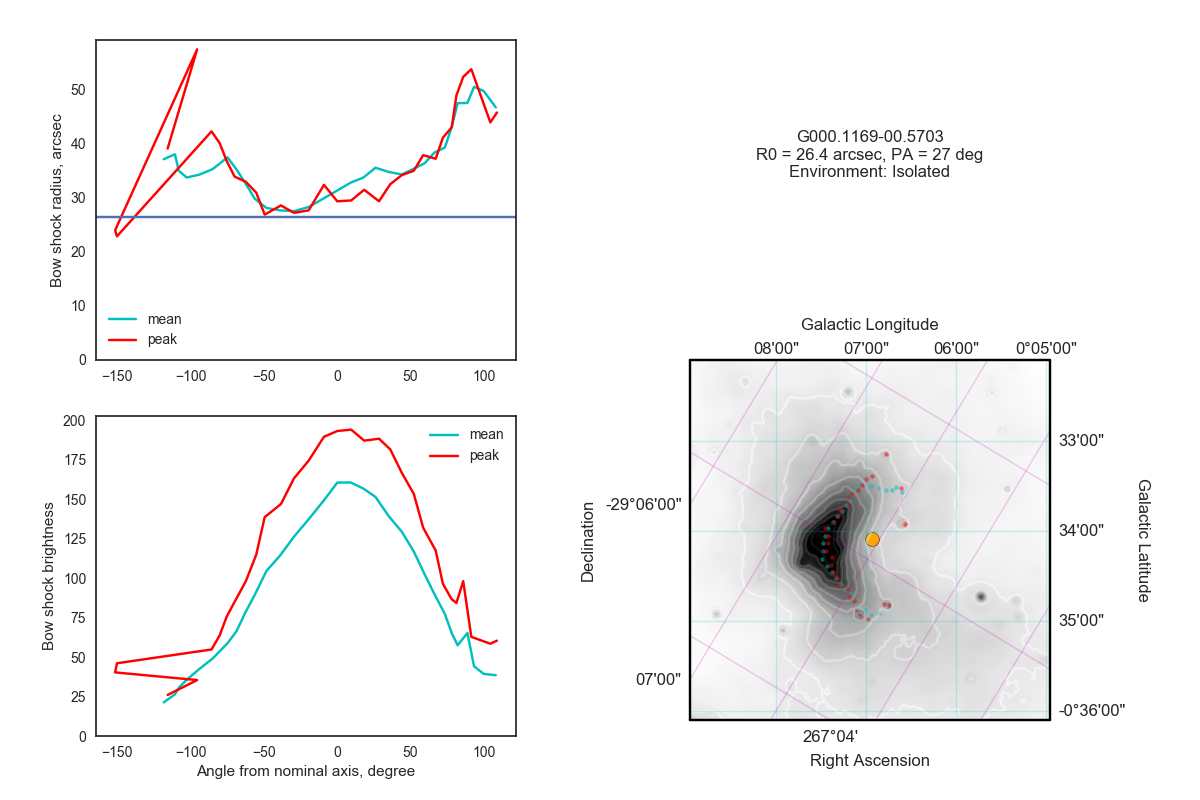 50
40
30
20
10
0
Bow shock radius, arcsec
mean
peak
−150 −100 −50 0 50 100
G000.1169-00.5703
R0 = 26.4 arcsec, PA = 27 deg
Environment: Isolated
200
175
150
125
100
75
50
25
0
Bow shock brightness
mean
peak
−150 −100 −50 0 50 100
Angle from nominal axis, degree
Galactic Longitude
08'00" 07'00" 06'00" 0°05'00"
33'00"
34'00"
35'00"
-0°36'00"
Galactic Latitude
-29°06'00"
07'00"
Declination
267°04'
Right Ascension